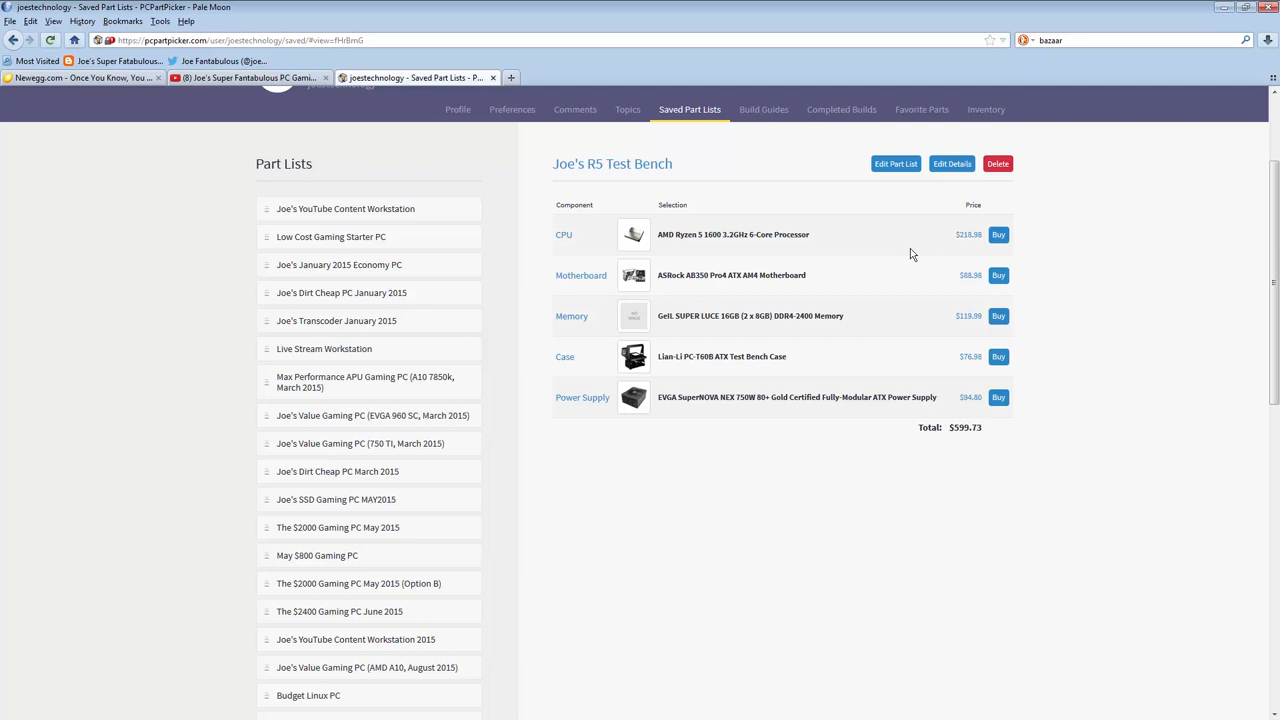 joestechnology - Saved Part Lists - PCPartPicker - Pale Moon
File Edit View History Bookmarks Tools Help
https://pcpartpicker.com/user/joestechnology/saved/#view=fHrBmG
bazaar
Most Visited Joe's Super Fatabulous... Joe Fantabulous (@joe...
Newegg.com - Once You Know, You ... (8) Joe's Super Fantabulous PC Gami... joestechnology - Saved Part Lists - P...
joestechnology
Profile Preferences Comments Topics Saved Part Lists Build Guides Completed Builds Favorite Parts Inventory
Part Lists
Joe's YouTube Content Workstation
Low Cost Gaming Starter PC
Joe's January 2015 Economy PC
Joe's Dirt Cheap PC January 2015
Joe's Transcoder January 2015
Live Stream Workstation
Max Performance APU Gaming PC (A10 7850k,
March 2015)
Joe's Value Gaming PC (EVGA 960 SC, March 2015)
Joe's Value Gaming PC (750 TI, March 2015)
Joe's Dirt Cheap PC March 2015
Joe's SSD Gaming PC MAY2015
The $2000 Gaming PC May 2015
May $800 Gaming PC
The $2000 Gaming PC May 2015 (Option B)
The $2400 Gaming PC June 2015
Joe's YouTube Content Workstation 2015
Joe's Value Gaming PC (AMD A10, August 2015)
Budget Linux PC
Joe's R5 Test Bench Edit Part List Edit Details Delete
Component Selection Price
CPU AMD Ryzen 5 1600 3.2GHz 6-Core Processor $218.98 Buy
Motherboard ASRock AB350 Pro4 ATX AM4 Motherboard $88.98 Buy
Memory GeIL SUPER LUCE 16GB (2 x 8GB) DDR4-2400 Memory $119.99 Buy
Case Lian-Li PC-T60B ATX Test Bench Case $76.98 Buy
Power Supply EVGA SuperNOVA NEX 750W 80+ Gold Certified Fully-Modular ATX Power Supply $94.80 Buy
Total: $599.73